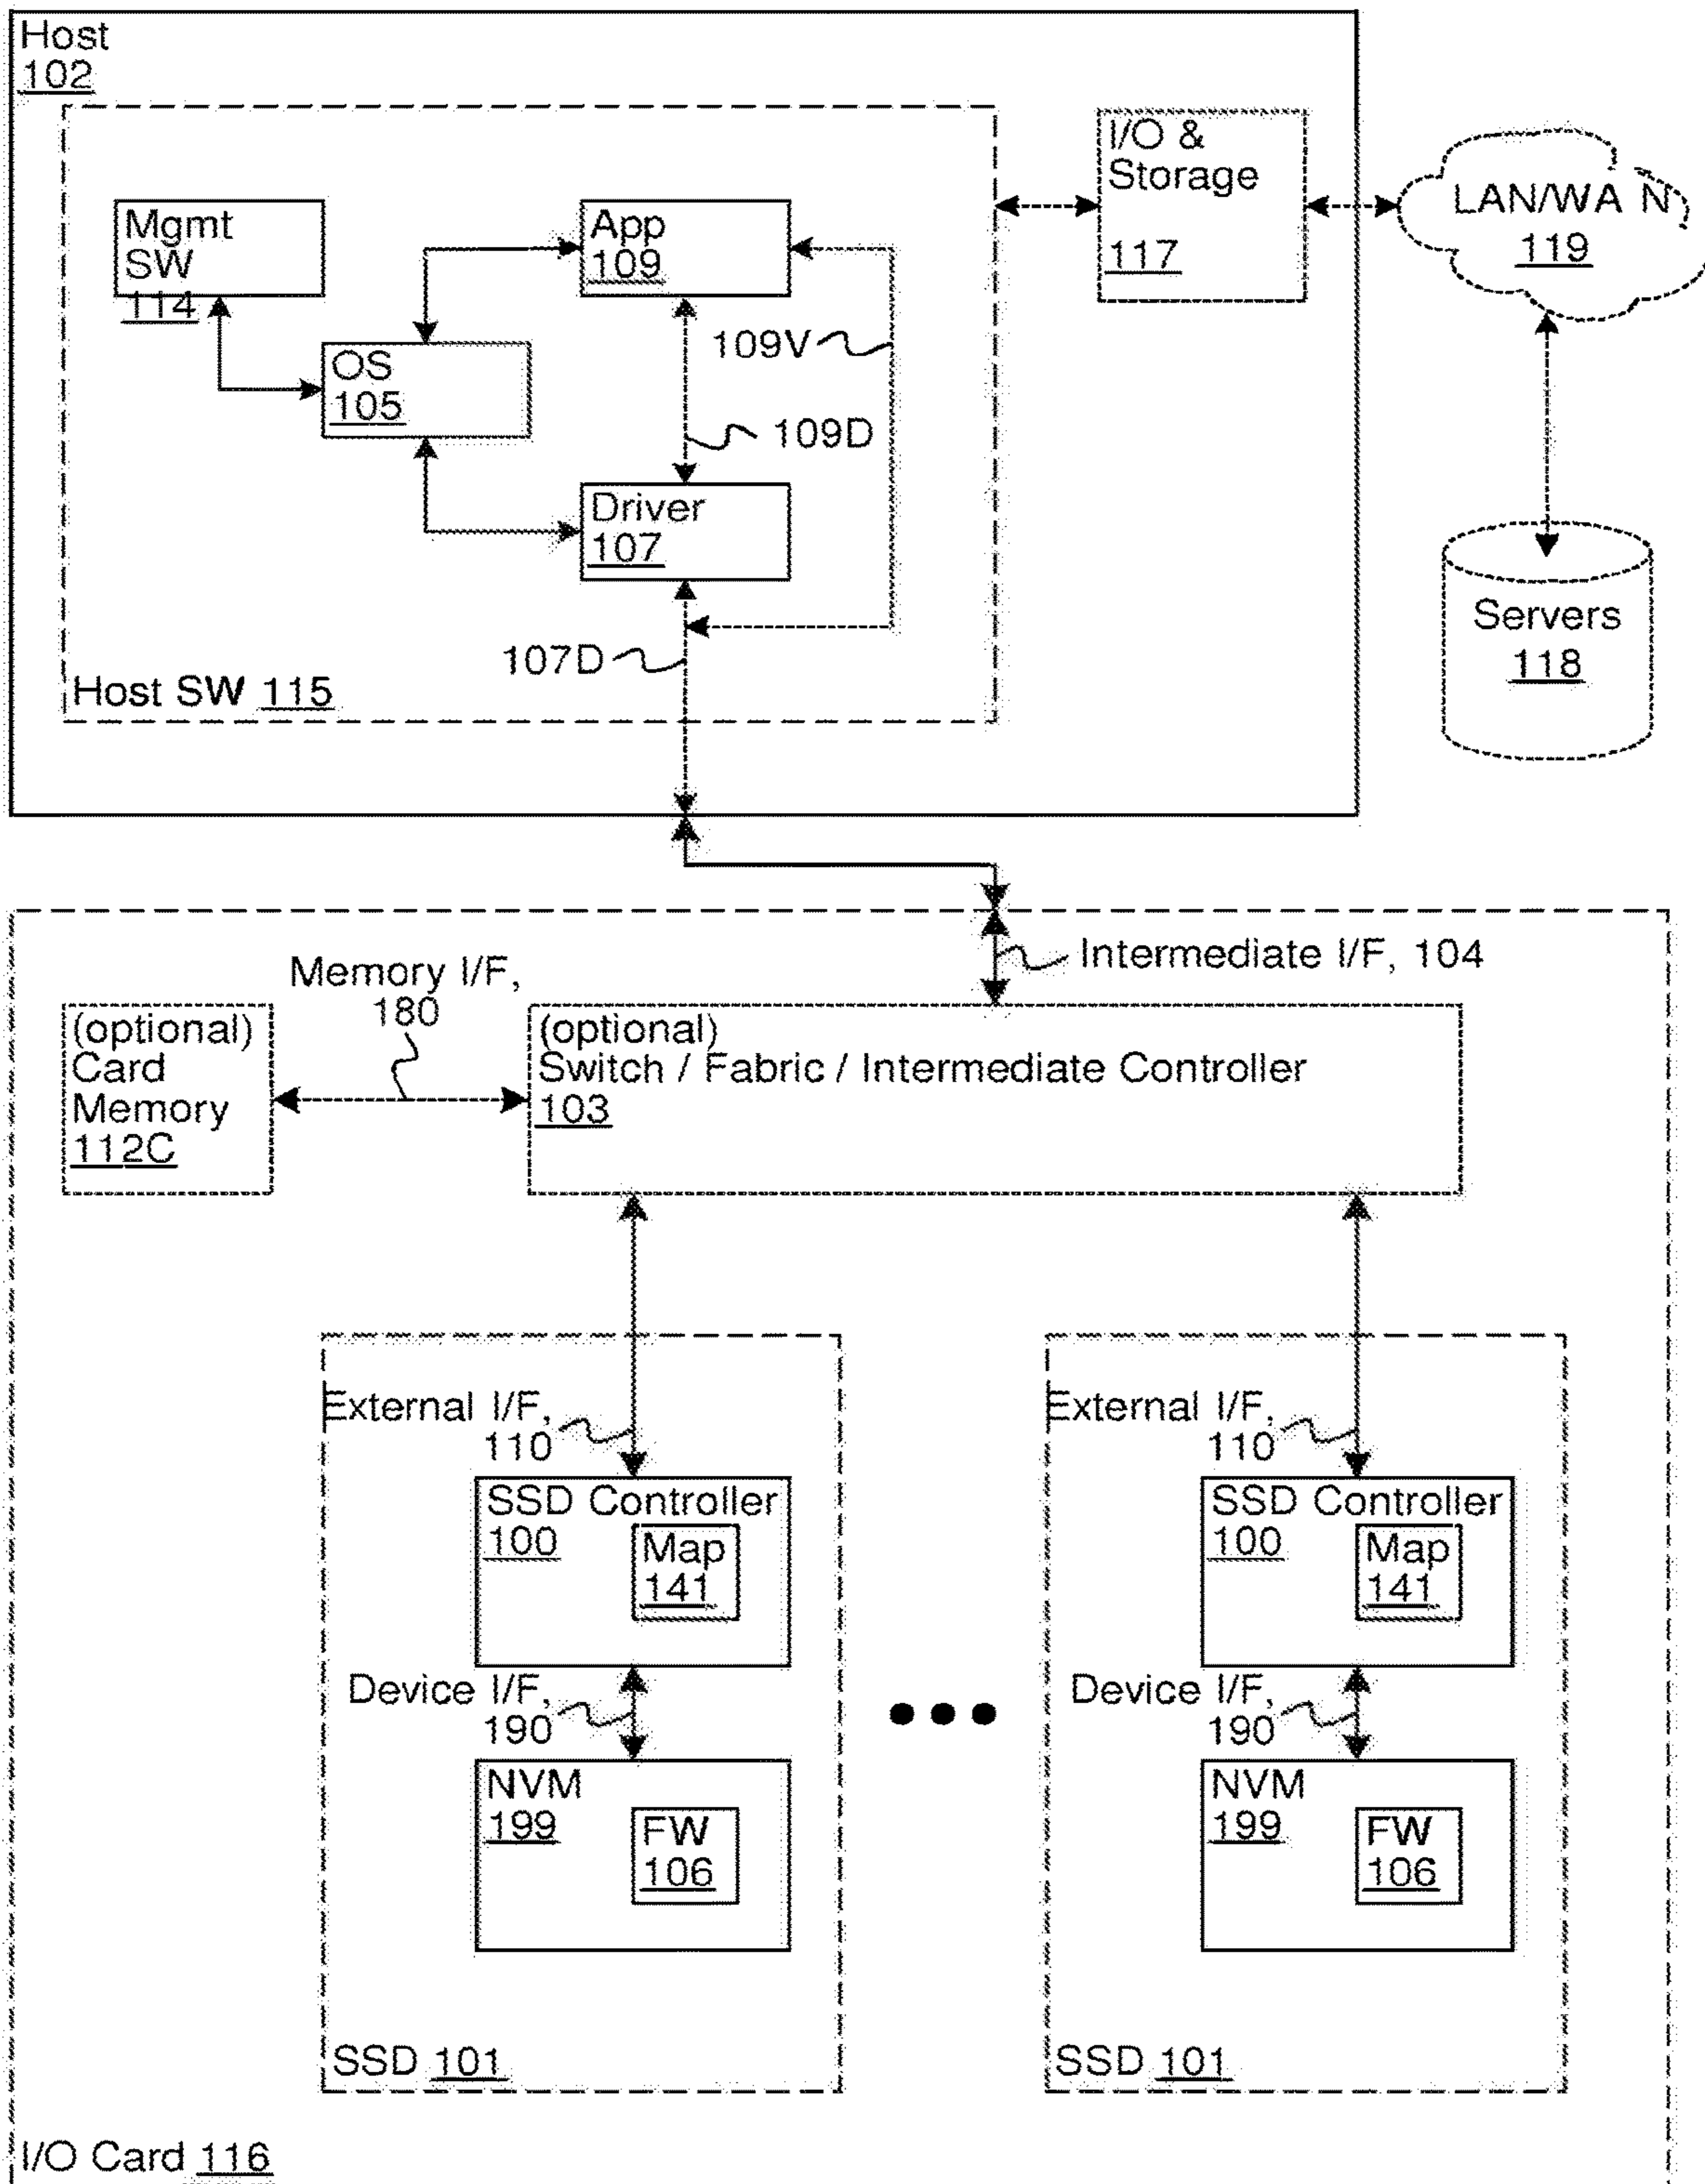 Host
102
I/O &
Storage
117
LAN/WA N
119
Mgmt
SW
114
App
109
109V
OS
105
109D
Driver
107
Servers
118
107D
Host SW 115
Intermediate I/F, 104
Memory I/F,
180
(optional)
Card
Memory
112C
(optional)
Switch / Fabric / Intermediate Controller
103
External I/F,
110
SSD Controller
100
Map
141
Device I/F,
190
NVM
199
FW
106
SSD 101
External I/F,
110
SSD Controller
100
Map
141
Device I/F,
190
NVM
199
FW
106
SSD 101
I/O Card 116